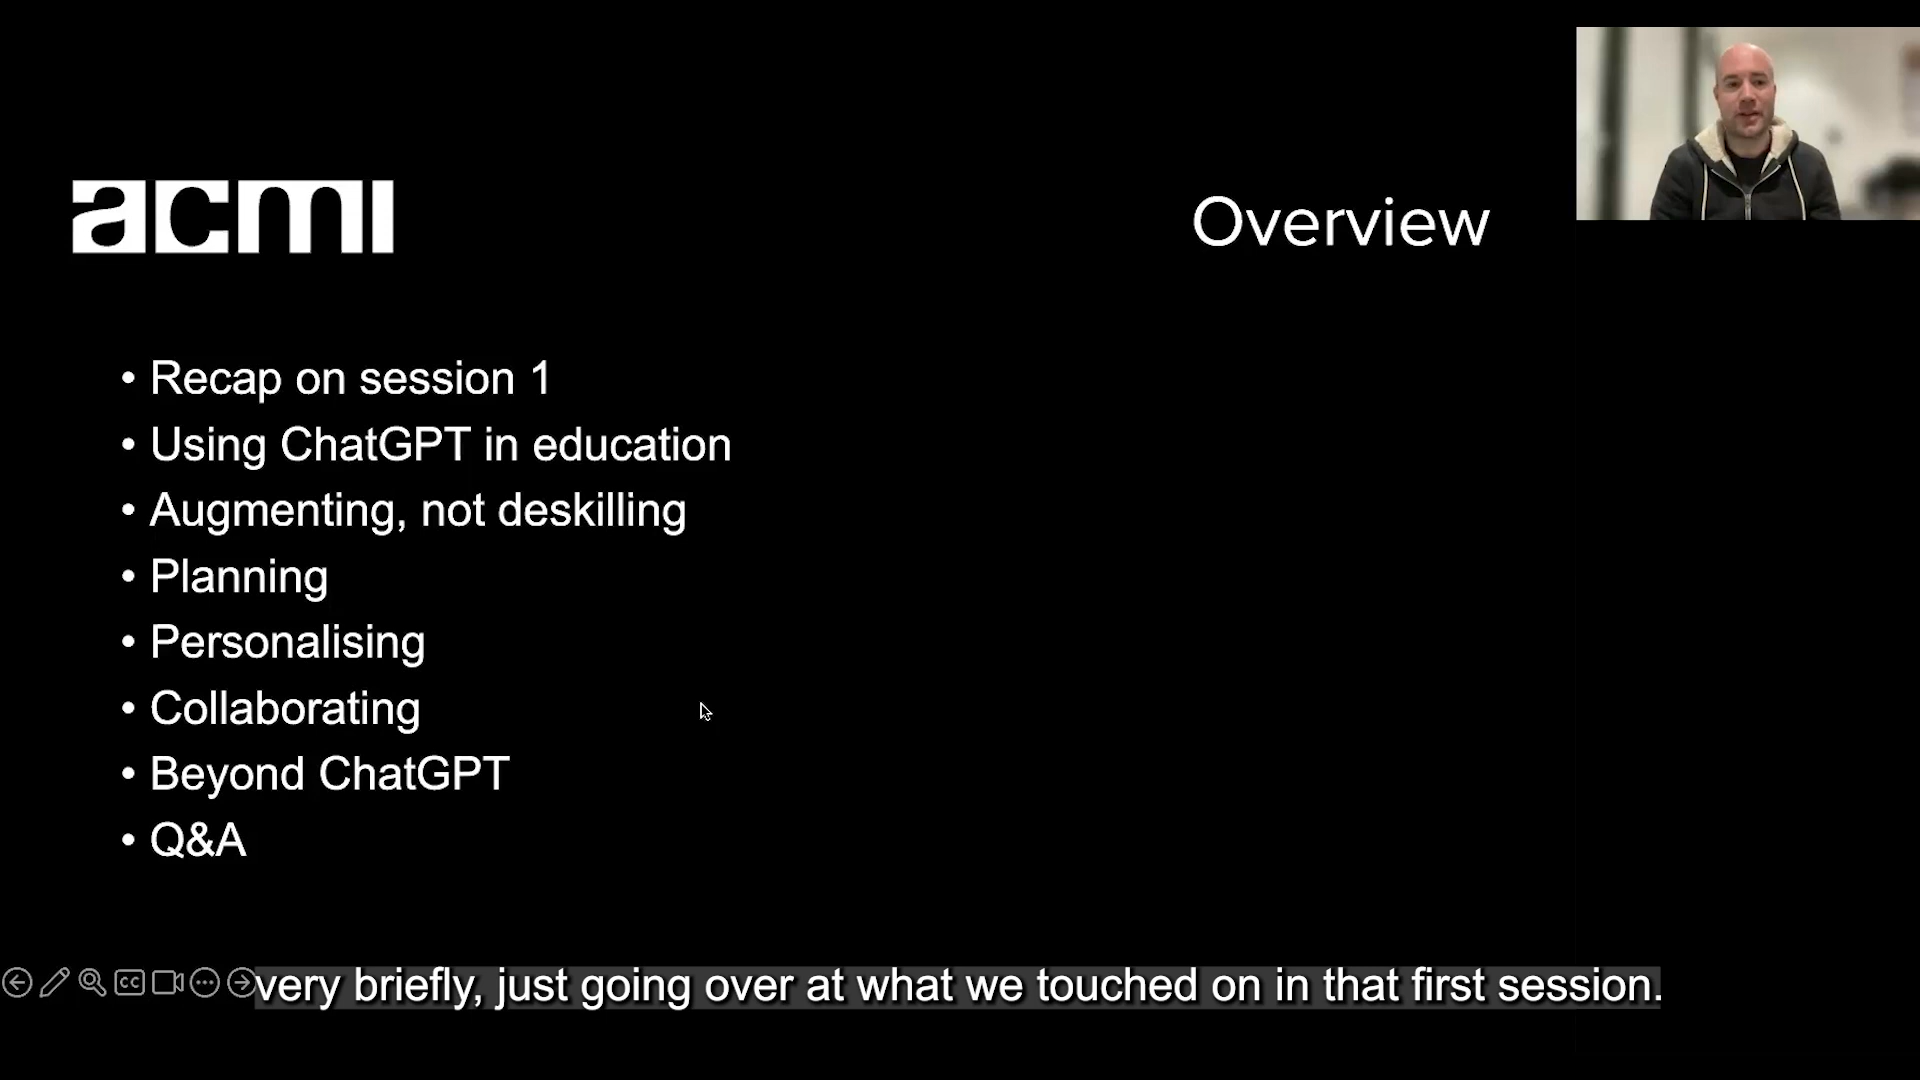 acmi
Overview
• Recap on session 1
• Using ChatGPT in education
• Augmenting, not deskilling
• Planning
• Personalising
• Collaborating
• Beyond ChatGPT
• Q&A
CC
very briefly, just going over at what we touched on in that first session.